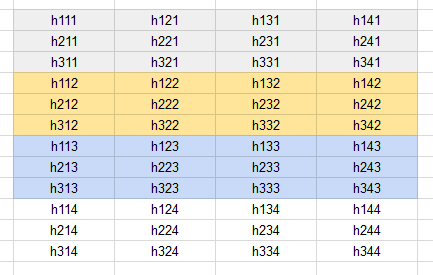 h111 h121 h131 h141
h211 h221 h231 h241
h311 h321 h331 h341
h112 h122 h132 h142
h212 h222 h232 h242
h312 h322 h332 h342
h113 h123 h133 h143
h213 h223 h233 h243
h313 h323 h333 h343
h114 h124 h134 h144
h214 h224 h234 h244
h314 h324 h334 h344